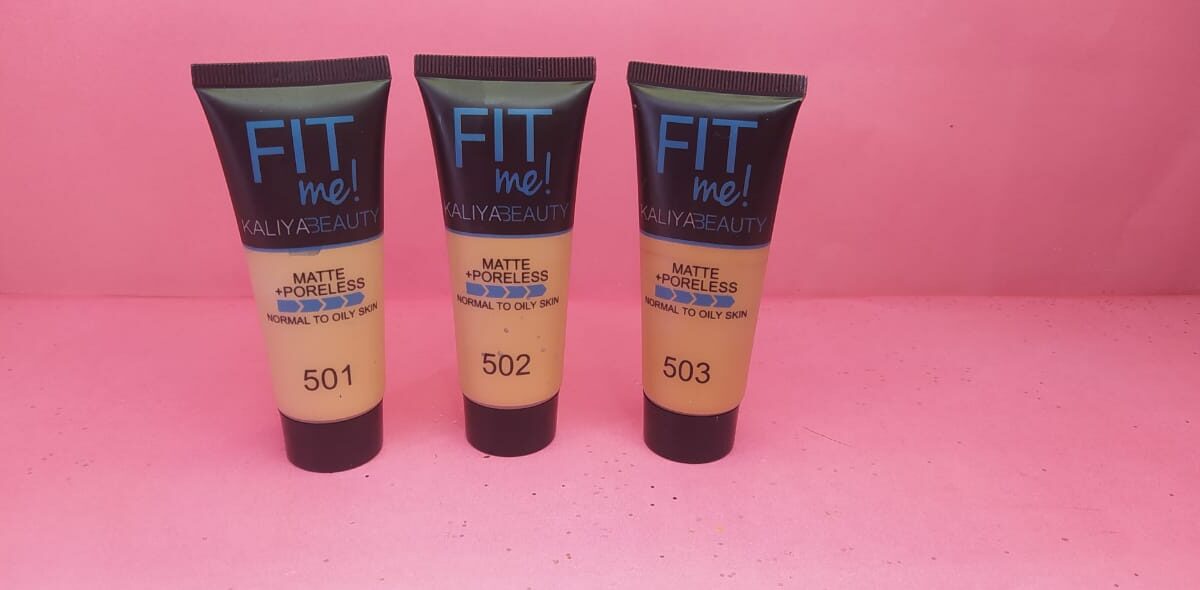 FIT
me!
KALIYABEAUTY
MATTE
+PORELESS
NORMAL TO OILY SKIN
501
FIT
me!
KALIYABEAUTY
MATTE
+PORELESS
NORMAL TO OILY SKIN
502
FIT
me!
KALIYABEAUTY
MATTE
+PORELESS
NORMAL TO OILY SKIN
503